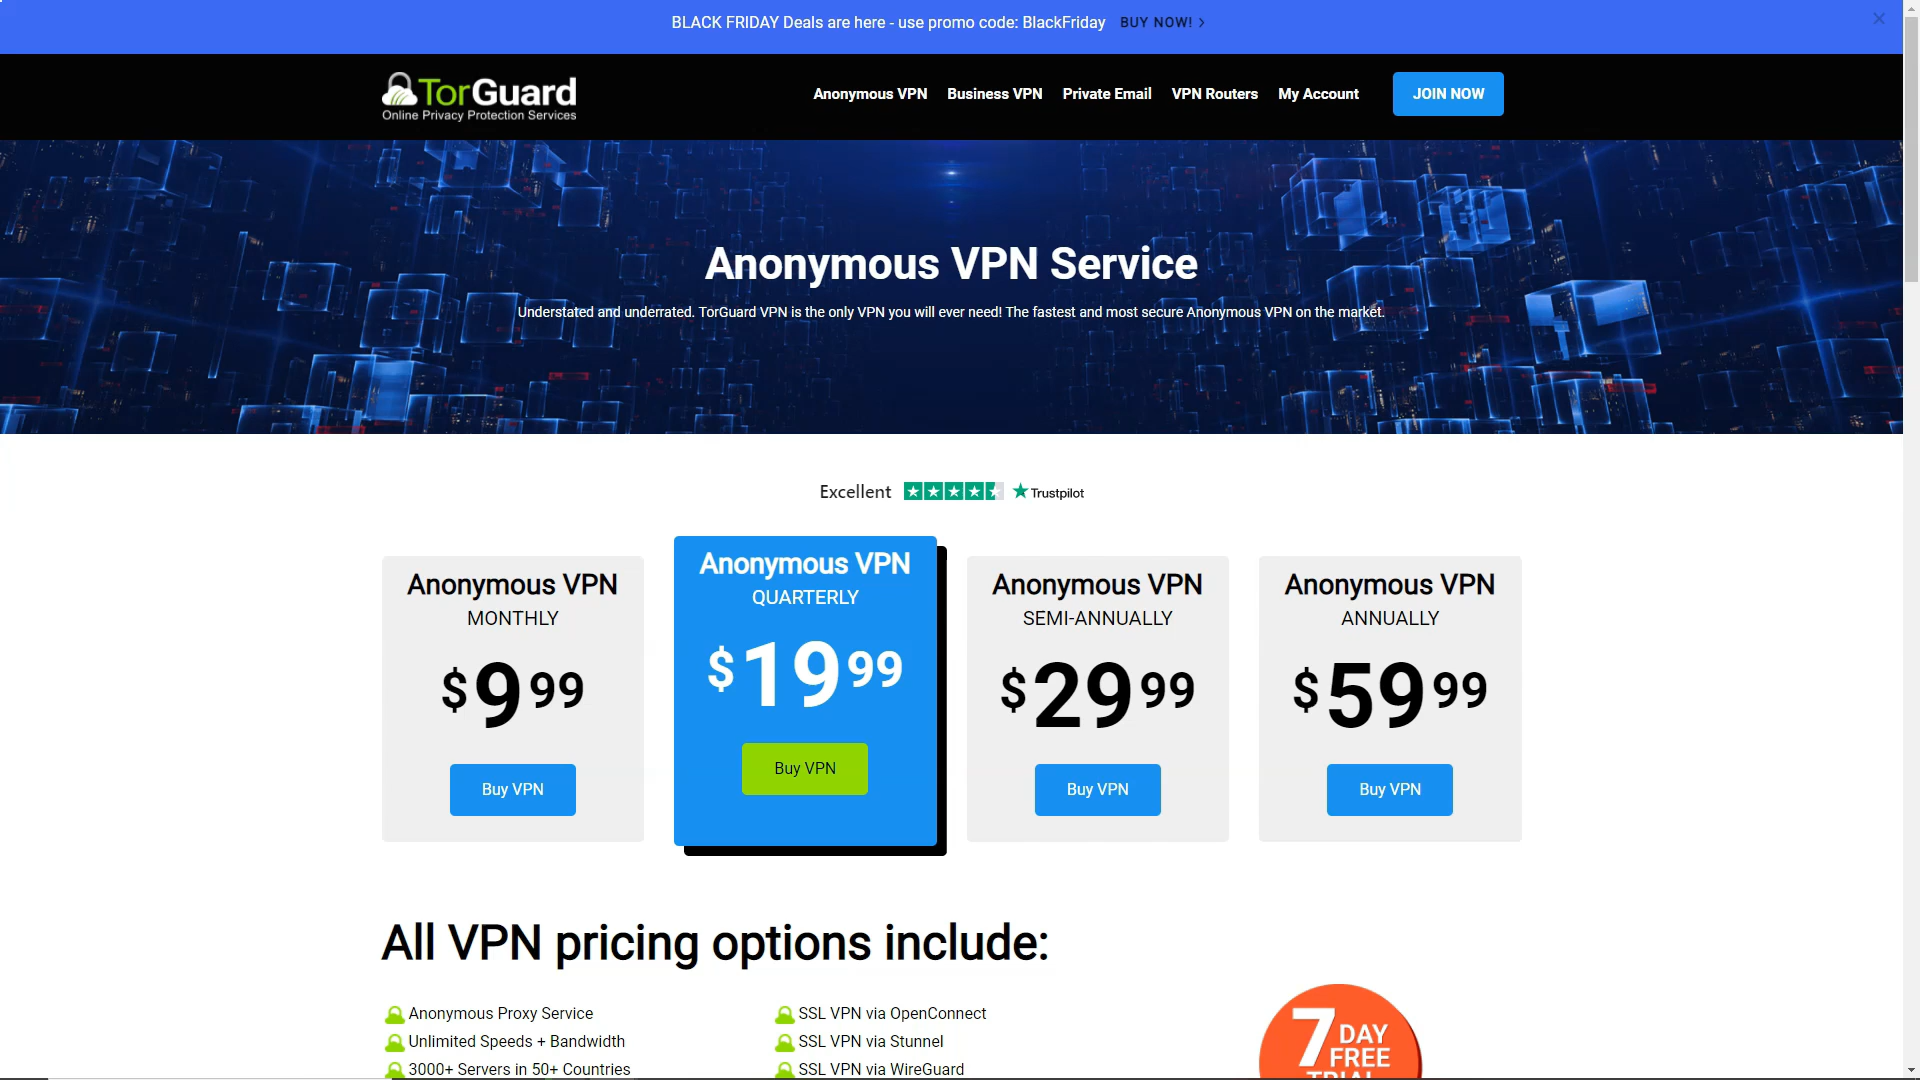 BLACK FRIDAY Deals are here - use promo code: BlackFriday BUY NOW!
TorGuard
Online Privacy Protection Services
Anonymous VPN Business VPN Private Email VPN Routers My Account JOIN NOW
Anonymous VPN Service
Understated and underrated. TorGuard VPN is the only VPN you will ever need! The fastest and most secure Anonymous VPN on the market.
Excellent Trustpilot
Anonymous VPN
MONTHLY
$9 99
Buy VPN
Anonymous VPN
QUARTERLY
$19 99
Buy VPN
Anonymous VPN
SEMI-ANNUALLY
$29 99
Buy VPN
Anonymous VPN
ANNUALLY
$59 99
Buy VPN
All VPN pricing options include:
Anonymous Proxy Service
Unlimited Speeds + Bandwidth
3000+ Servers in 50+ Countries
SSL VPN via OpenConnect
SSL VPN via Stunnel
SSL VPN via WireGuard
7 DAY
FREE
TRIAL